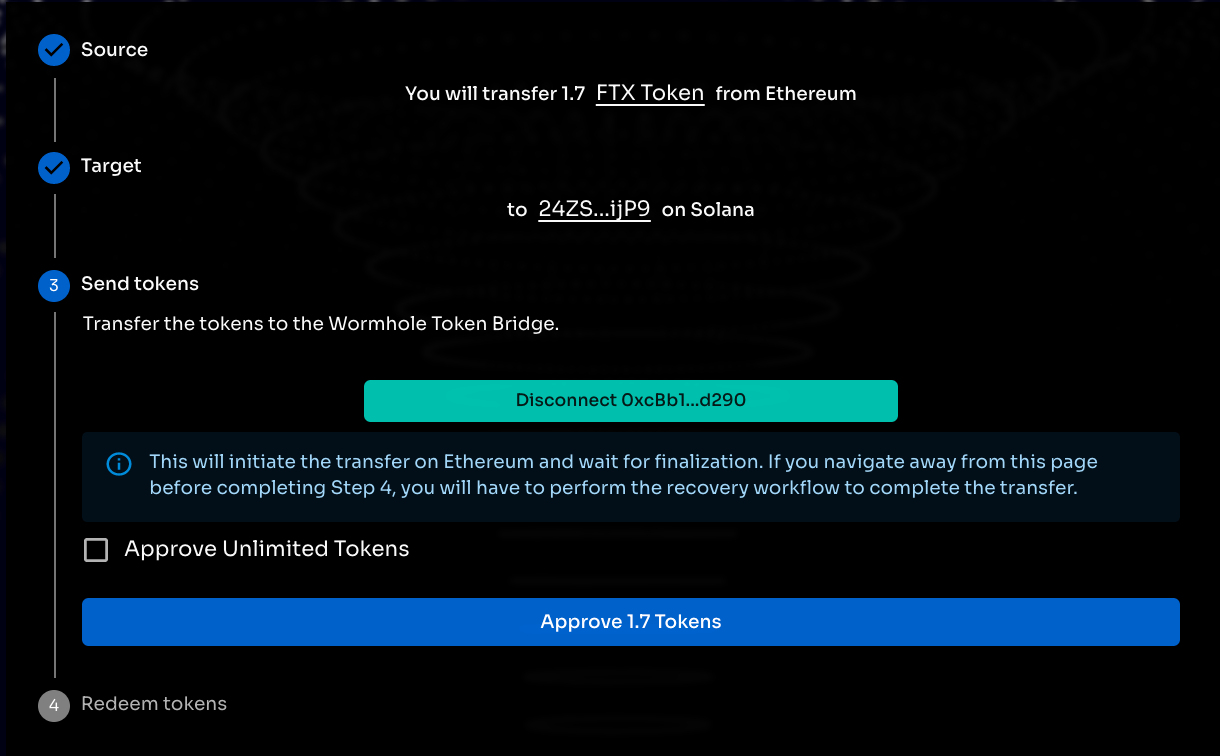 Source
You will transfer 1.7 FTX Token from Ethereum
Target
to 24ZS...ijP9 on Solana
3 Send tokens
Transfer the tokens to the Wormhole Token Bridge.
Disconnect 0xcBb1...d290
This will initiate the transfer on Ethereum and wait for finalization. If you navigate away from this page
before completing Step 4, you will have to perform the recovery workflow to complete the transfer.
Approve Unlimited Tokens
Approve 1.7 Tokens
4 Redeem tokens